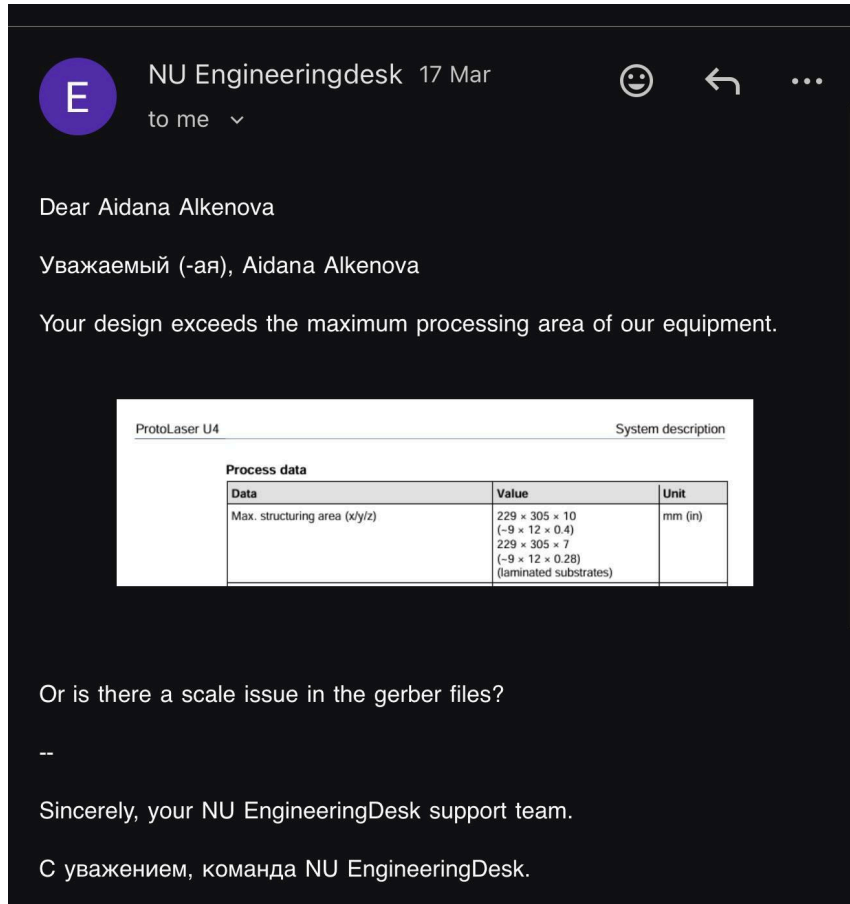 E
NU Engineeringdesk 17 Mar
to me
Dear Aidana Alkenova
Уважаемый (-ая), Aidana Alkenova
Your design exceeds the maximum processing area of our equipment.
ProtoLaser U4 System description
Process data
Data Value Unit
Max. structuring area (x/y/z) 229 × 305 × 10 mm (in)
(~9 × 12 × 0.4)
229 × 305 × 7
(~9 × 12 × 0.28)
(laminated substrates)
Or is there a scale issue in the gerber files?
--
Sincerely, your NU EngineeringDesk support team.
С уважением, команда NU EngineeringDesk.